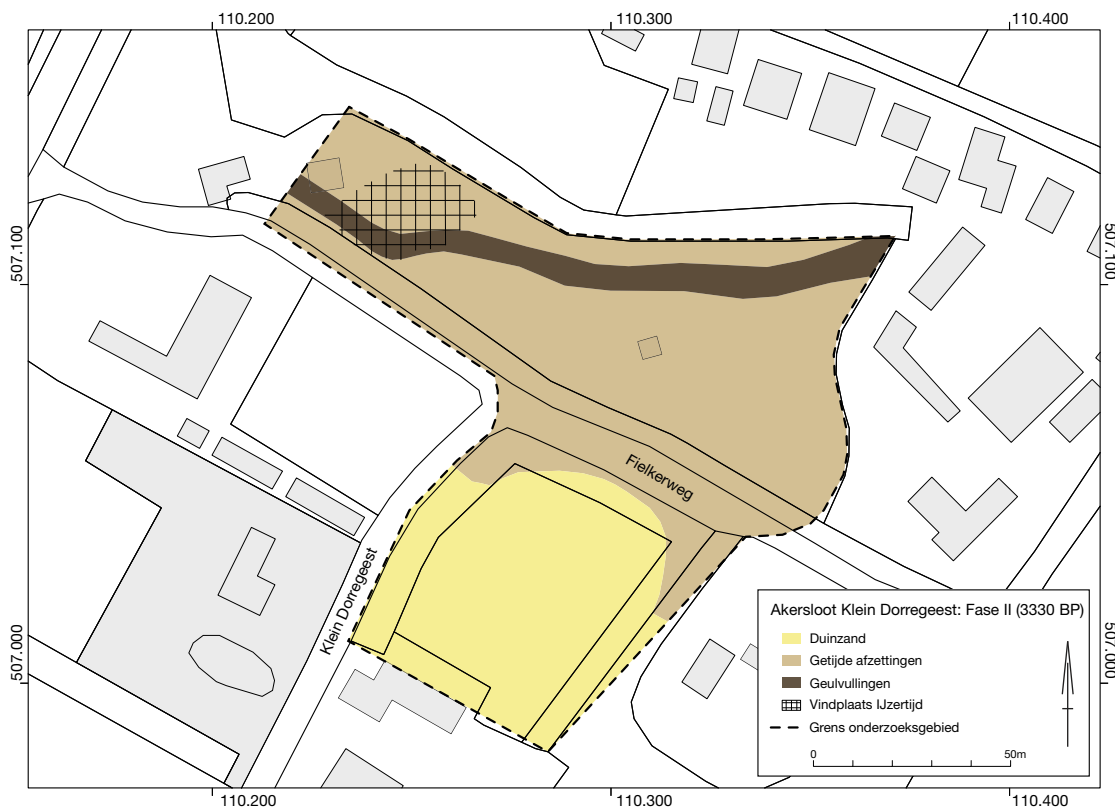 110.200
110.300
110.400
507.100
507.100
Fielkerweg
Klein Dorregeest
507.000
507.000
Akersloot Klein Dorregeest: Fase II (3330 BP)
Duinzand
Getijde afzettingen
Geulvullingen
Vindplaats IJzertijd
Grens onderzoeksgebied
0
50m
110.200
110.300
110.400